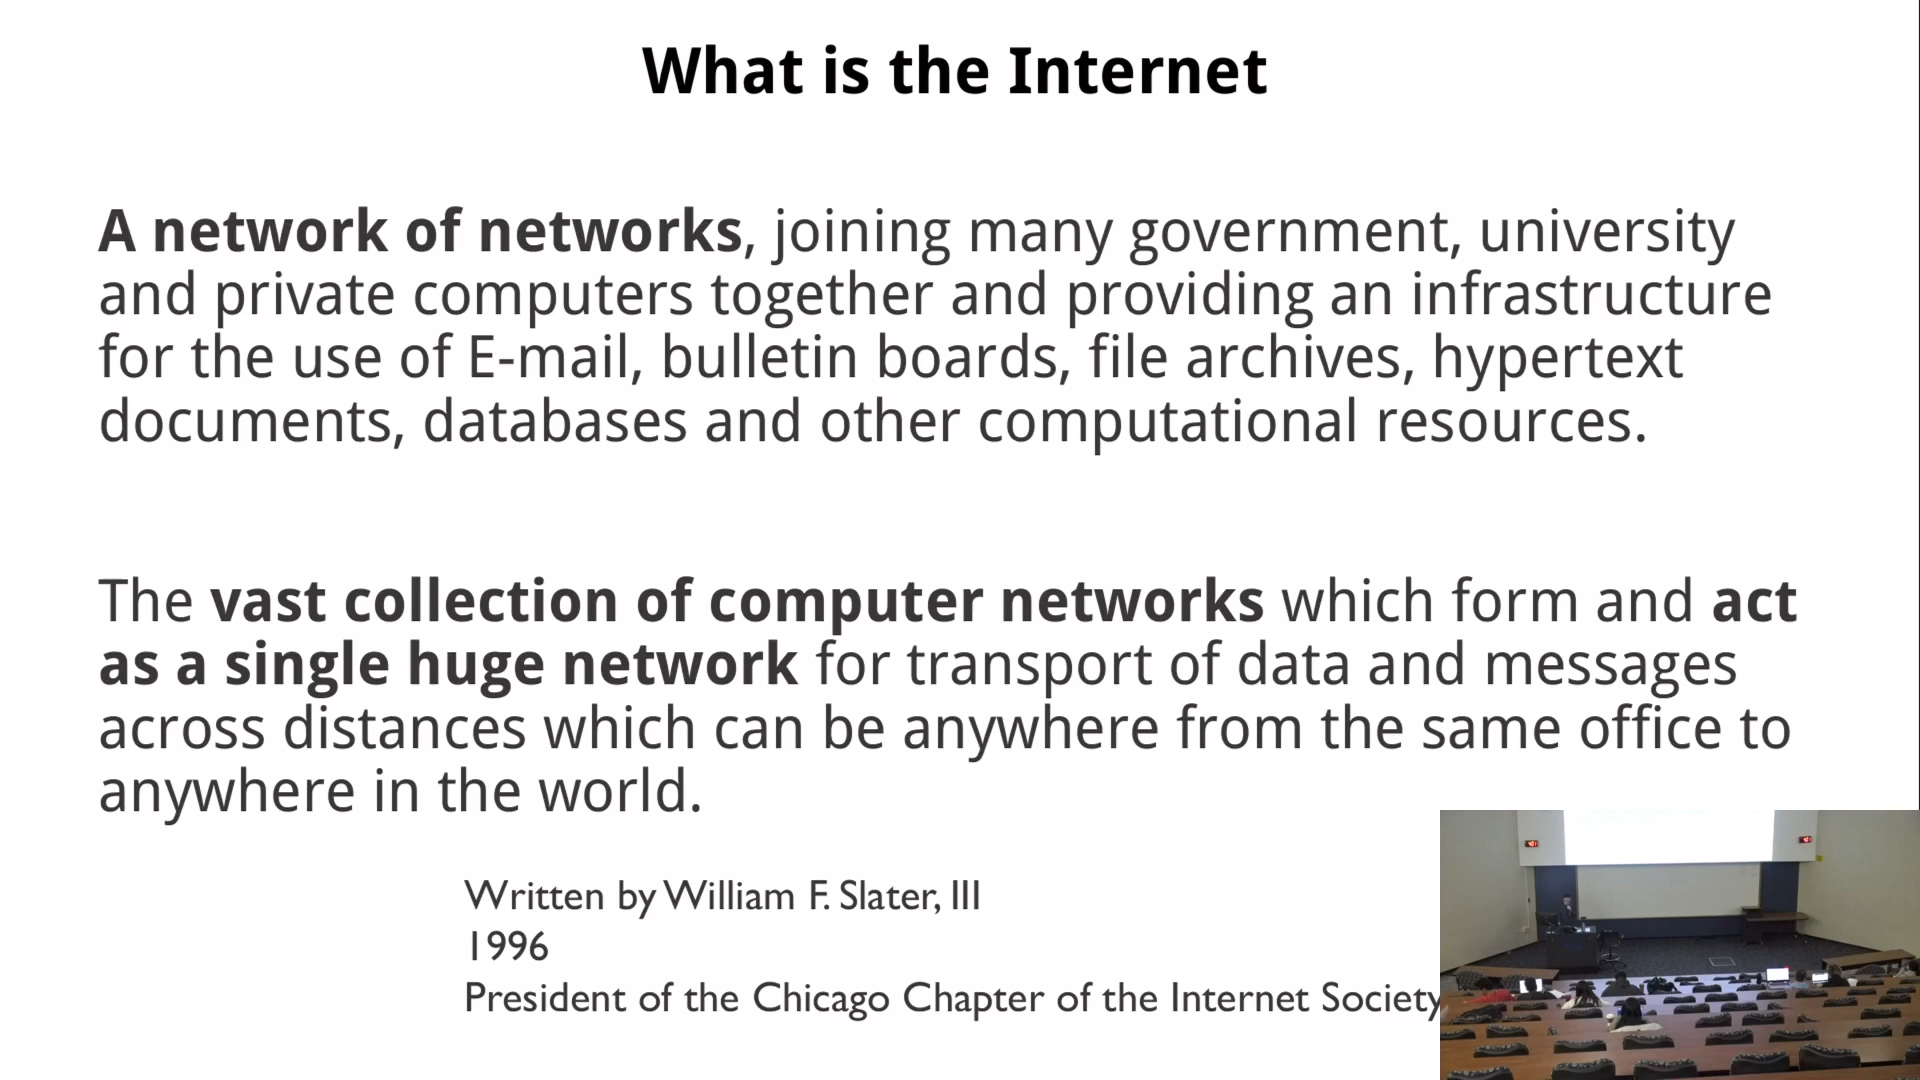 What is the Internet
A network of networks, joining many government, university
and private computers together and providing an infrastructure
for the use of E-mail, bulletin boards, file archives, hypertext
documents, databases and other computational resources.
The vast collection of computer networks which form and act
as a single huge network for transport of data and messages
across distances which can be anywhere from the same office to
anywhere in the world.
Written by William F. Slater, III
1996
President of the Chicago Chapter of the Internet Society